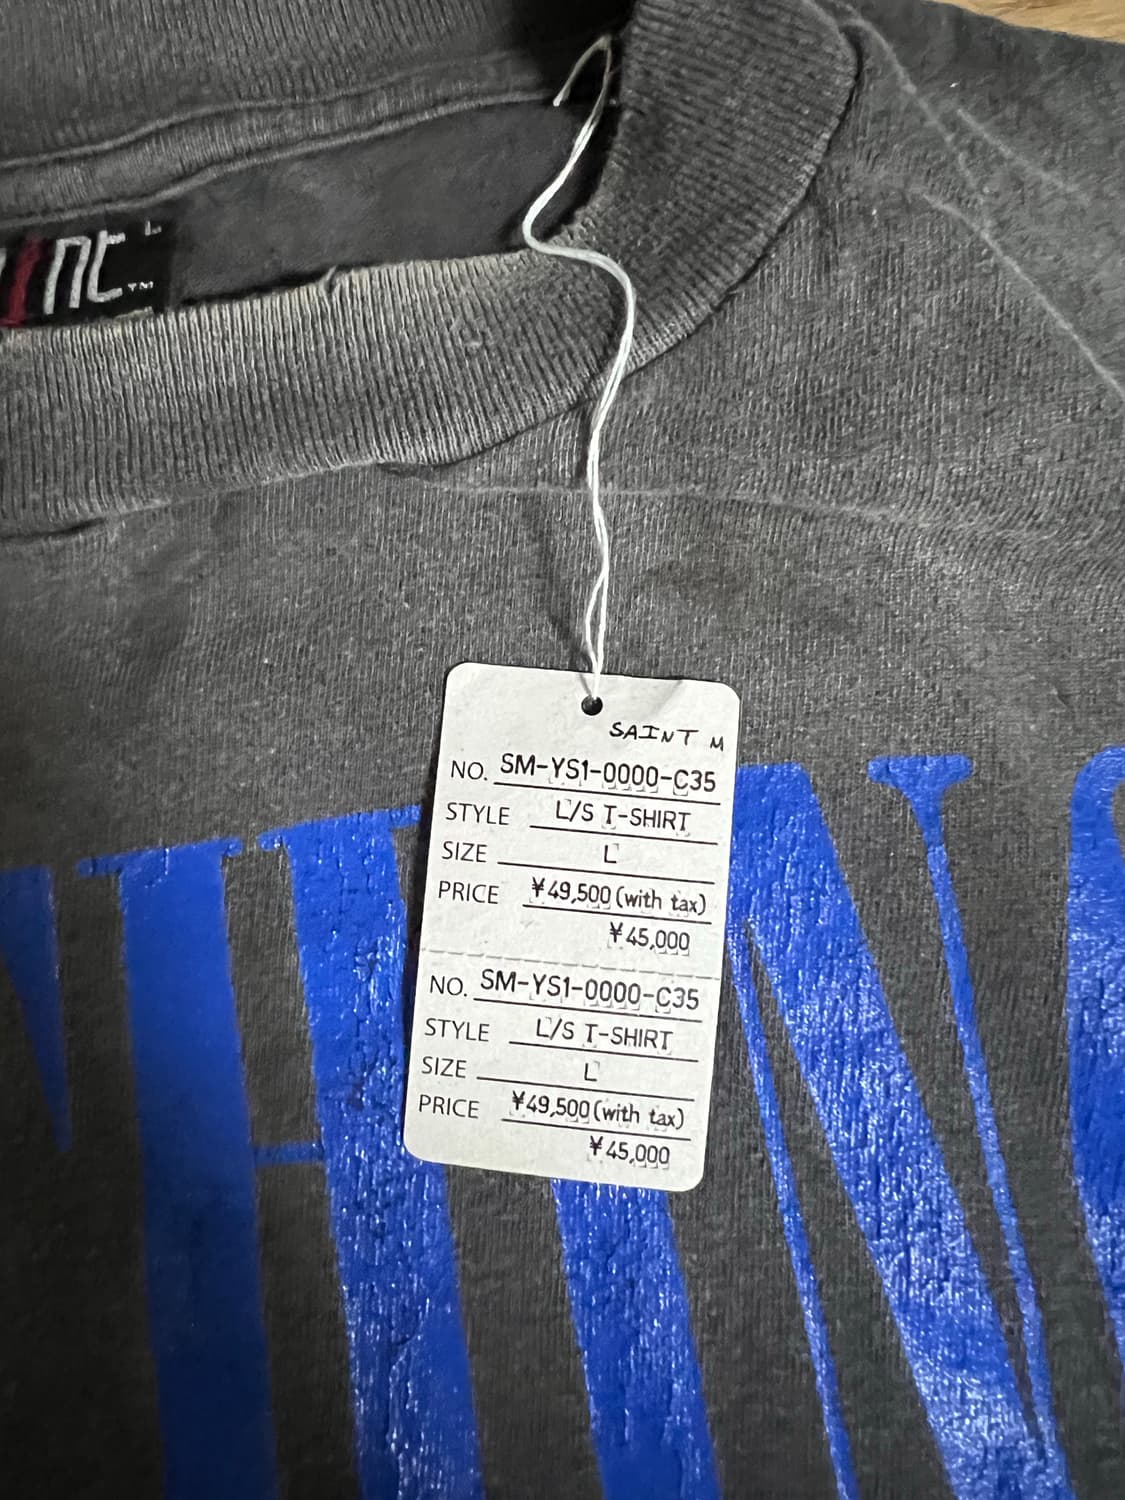 L
SAINT M
NO. SM-YS1-0000-C35
STYLE L/S T-SHIRT
SIZE L
PRICE ¥49,500(with tax)
¥45,000
NO. SM-YS1-0000-C35
STYLE L/S T-SHIRT
SIZE L
PRICE ¥49,500(with tax)
¥45,000